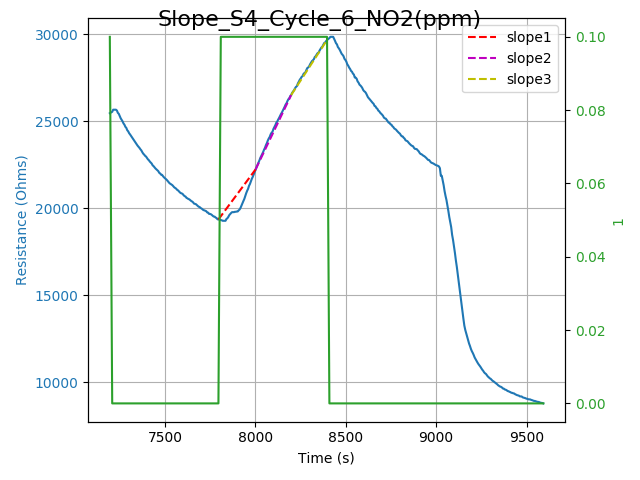 Slope_S4_Cycle_6_NO2(ppm)
slope1
slope2
slope3
30000
25000
20000
15000
10000
Resistance (Ohms)
0.10
0.08
0.06
0.04
0.02
0.00
1
7500 8000 8500 9000 9500
Time (s)